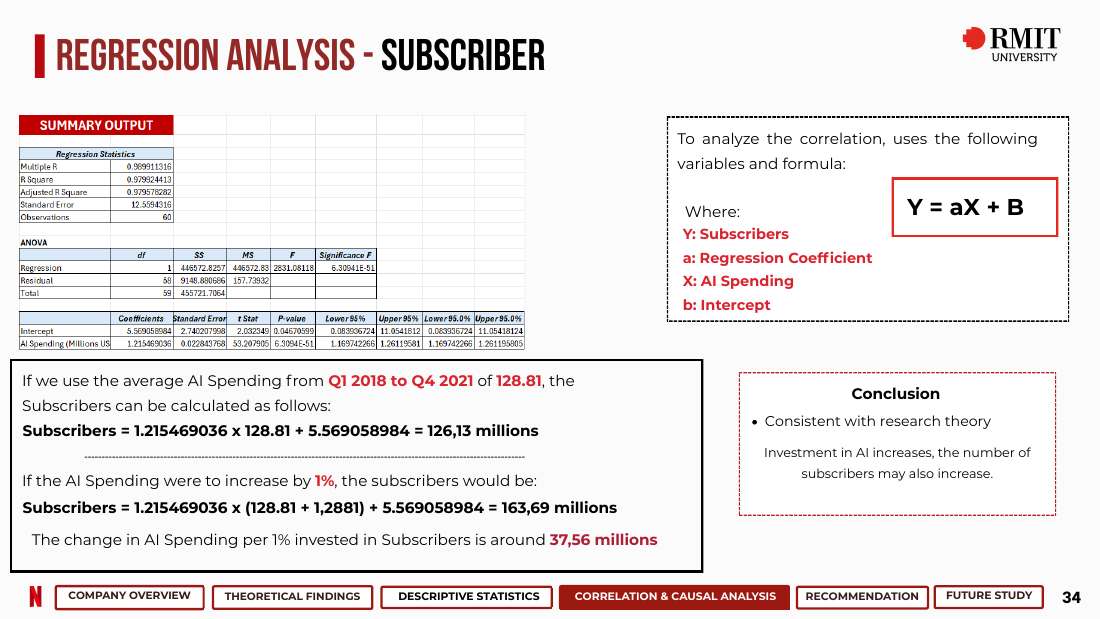 REGRESSION ANALYSIS - SUBSCRIBER
RMIT
UNIVERSITY
SUMMARY OUTPUT
Regression Statistics
Multiple R 0.989911316
R Square 0.979924413
Adjusted R Square 0.979578282
Standard Error 12.5594316
Observations 60
ANOVA
df SS MS F Significance F
Regression 1 446572.8257 446572.83 2831.08118 6.30941E-51
Residual 58 9148.880686 157.73932
Total 59 455721.7064
Coefficients Standard Error t Stat P-value Lower 95% Upper 95% Lower 95.0% Upper 95.0%
Intercept 5.569058984 2.740207998 2.032349 0.04670599 0.083936724 11.0541812 0.083936724 11.05418124
AI Spending (Millions US 1.215469036 0.022843768 53.207905 6.3094E-51 1.169742266 1.26119581 1.169742266 1.261195805
To analyze the correlation, uses the following
variables and formula:
Y = aX + B
Where:
Y: Subscribers
a: Regression Coefficient
X: AI Spending
b: Intercept
If we use the average AI Spending from Q1 2018 to Q4 2021 of 128.81, the
Subscribers can be calculated as follows:
Subscribers = 1.215469036 x 128.81 + 5.569058984 = 126,13 millions
If the AI Spending were to increase by 1%, the subscribers would be:
Subscribers = 1.215469036 x (128.81 + 1,2881) + 5.569058984 = 163,69 millions
The change in AI Spending per 1% invested in Subscribers is around 37,56 millions
Conclusion
• Consistent with research theory
Investment in AI increases, the number of
subscribers may also increase.
N
COMPANY OVERVIEW
THEORETICAL FINDINGS
DESCRIPTIVE STATISTICS
CORRELATION & CAUSAL ANALYSIS
RECOMMENDATION
FUTURE STUDY
34